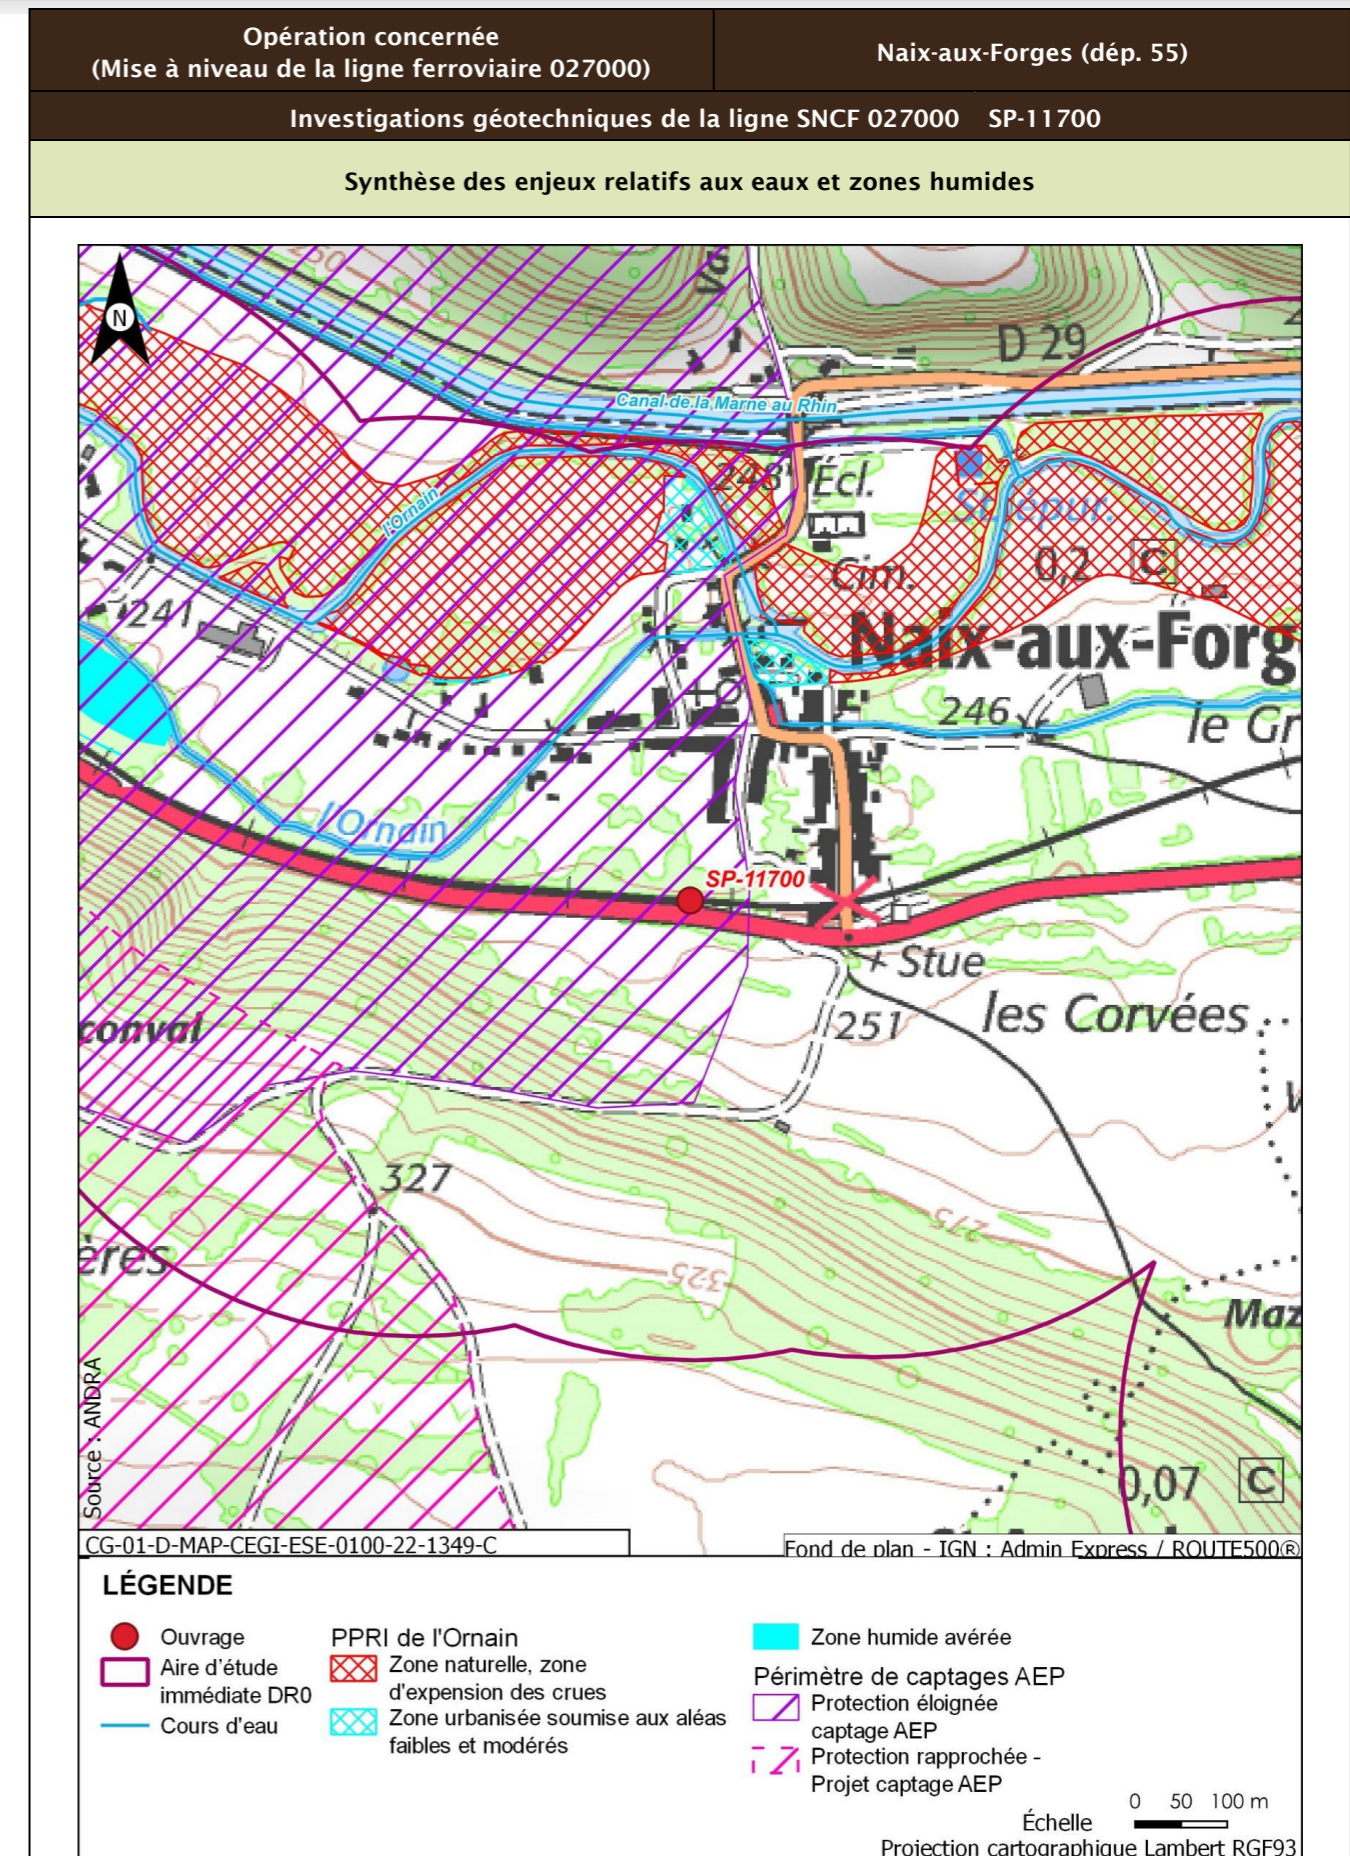 Opération concernée
(Mise à niveau de la ligne ferroviaire 027000)
Naix-aux-Forges (dép. 55)
Investigations géotechniques de la ligne SNCF 027000 SP-11700
Synthèse des enjeux relatifs aux eaux et zones humides
N
D 29
Canal de la Marne au Rhin
248
Écl.
l'Ornain
St. épur.
0,2
C
Cim.
241
Naix-aux-Forg
246
le Gr
l'Ornain
SP-11700
Stue
les Corvées
251
conval
327
275
325
ères
Maz
0,07
C
Source : ANDRA
CG-01-D-MAP-CEGI-ESE-0100-22-1349-C
Fond de plan - IGN : Admin Express / ROUTE500®
LÉGENDE
Ouvrage
Aire d'étude
immédiate DR0
Cours d'eau
PPRI de l'Ornain
Zone naturelle, zone
d'expension des crues
Zone urbanisée soumise aux aléas
faibles et modérés
Zone humide avérée
Périmètre de captages AEP
Protection éloignée
captage AEP
Protection rapprochée -
Projet captage AEP
0 50 100 m
Échelle
Projection cartographique Lambert RGF93